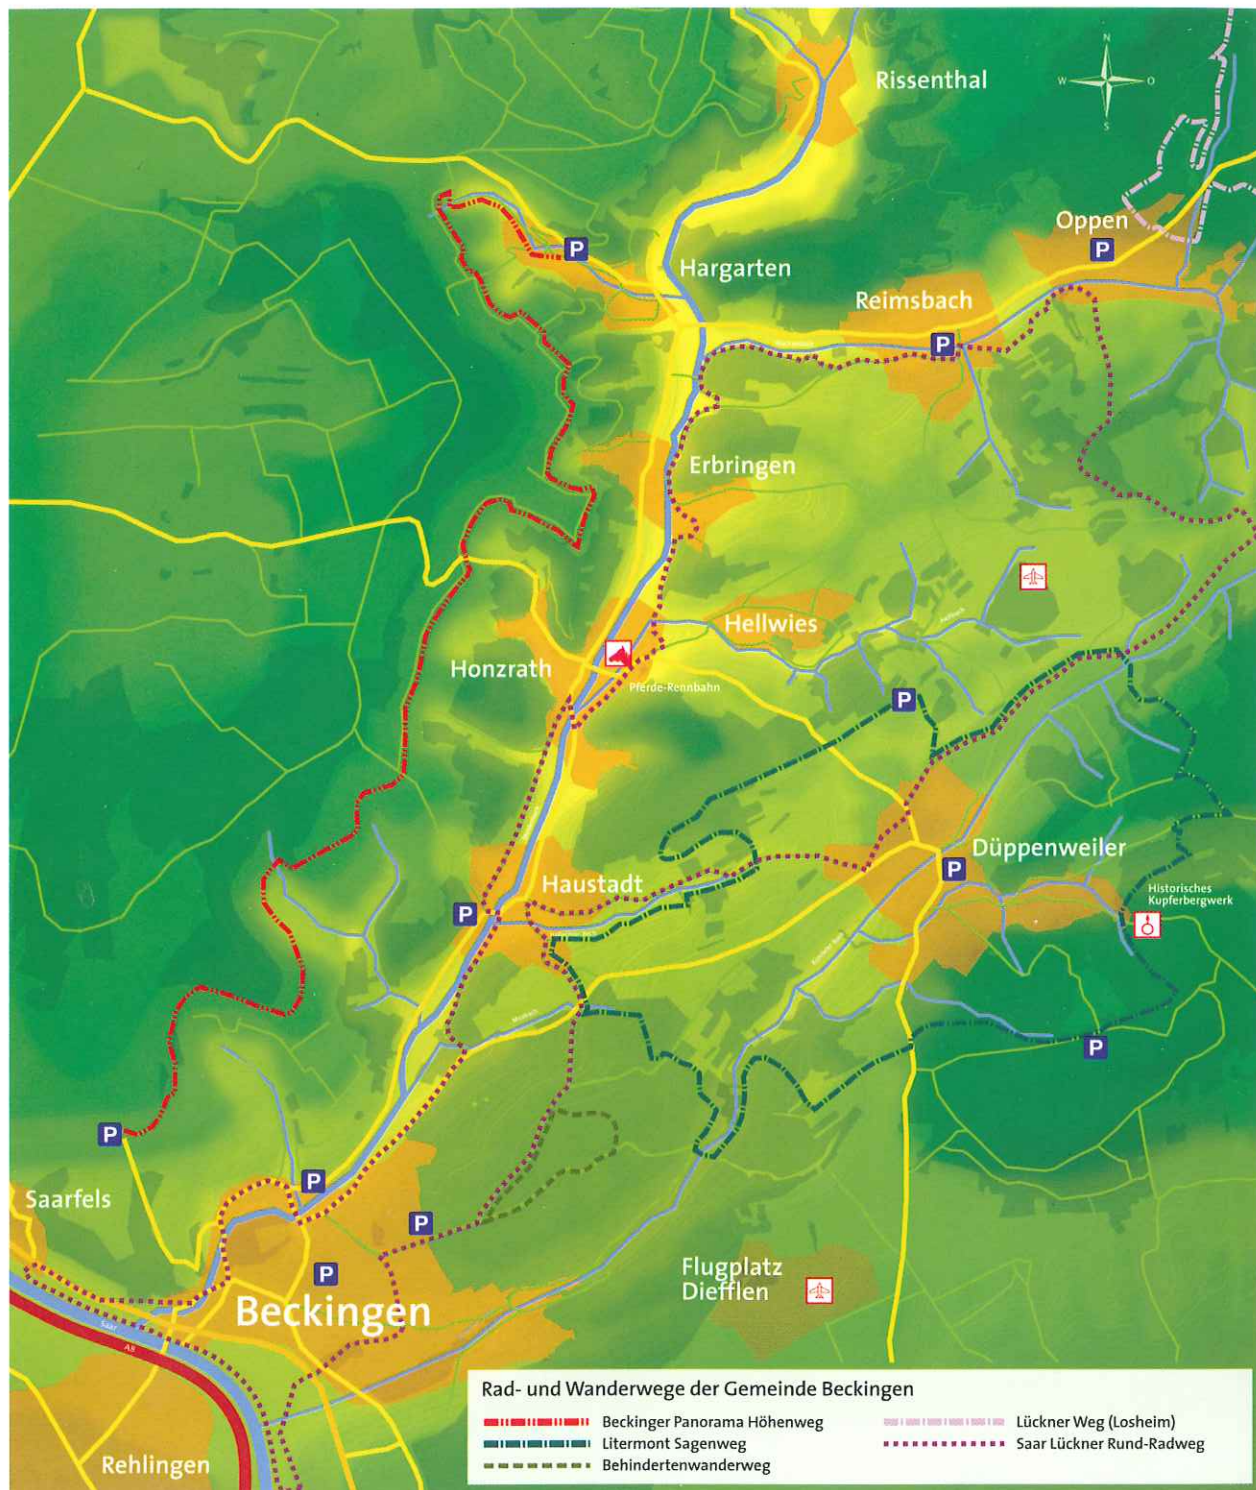 N
W
O
S
Rissenthal
Oppen
P
Hargarten
P
Reimsbach
P
Erbringen
Hellwies
Honzrath
Pferde-Rennbahn
P
Düppenweiler
P
Haustadt
P
Historisches
Kupferbergwerk
Mühlbach
P
P
Saarfels
P
P
P
Beckingen
Flugplatz
Diefflen
Saar
A8
Rehlingen
Rad- und Wanderwege der Gemeinde Beckingen
Beckinger Panorama Höhenweg
Litermont Sagenweg
Behindertenwanderweg
Lückner Weg (Losheim)
Saar Lückner Rund-Radweg